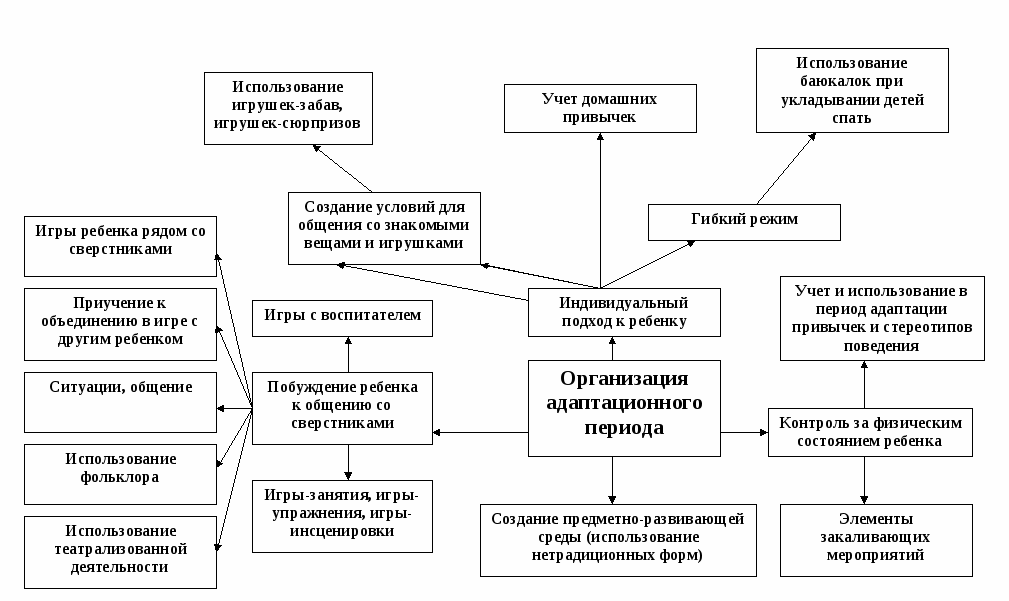 Использование
баюкалок при
укладывании детей
спать
Использование
игрушек-забав,
игрушек-сюрпризов
Учет домашних
привычек
Создание условий для
общения со знакомыми
вещами и игрушками
Гибкий режим
Игры ребенка рядом со
сверстниками
Приучение к
объединению в игре с
другим ребенком
Игры с воспитателем
Индивидуальный
подход к ребенку
Учет и использование в
период адаптации
привычек и стереотипов
поведения
Ситуации, общение
Побуждение ребенка
к общению со
сверстниками
Организация
адаптационного
периода
Контроль за физическим
состоянием ребенка
Использование
фольклора
Игры-занятия, игры-
упражнения, игры-
инсценировки
Создание предметно-развивающей
среды (использование
нетрадиционных форм)
Элементы
закаливающих
мероприятий
Использование
театрализованной
деятельности